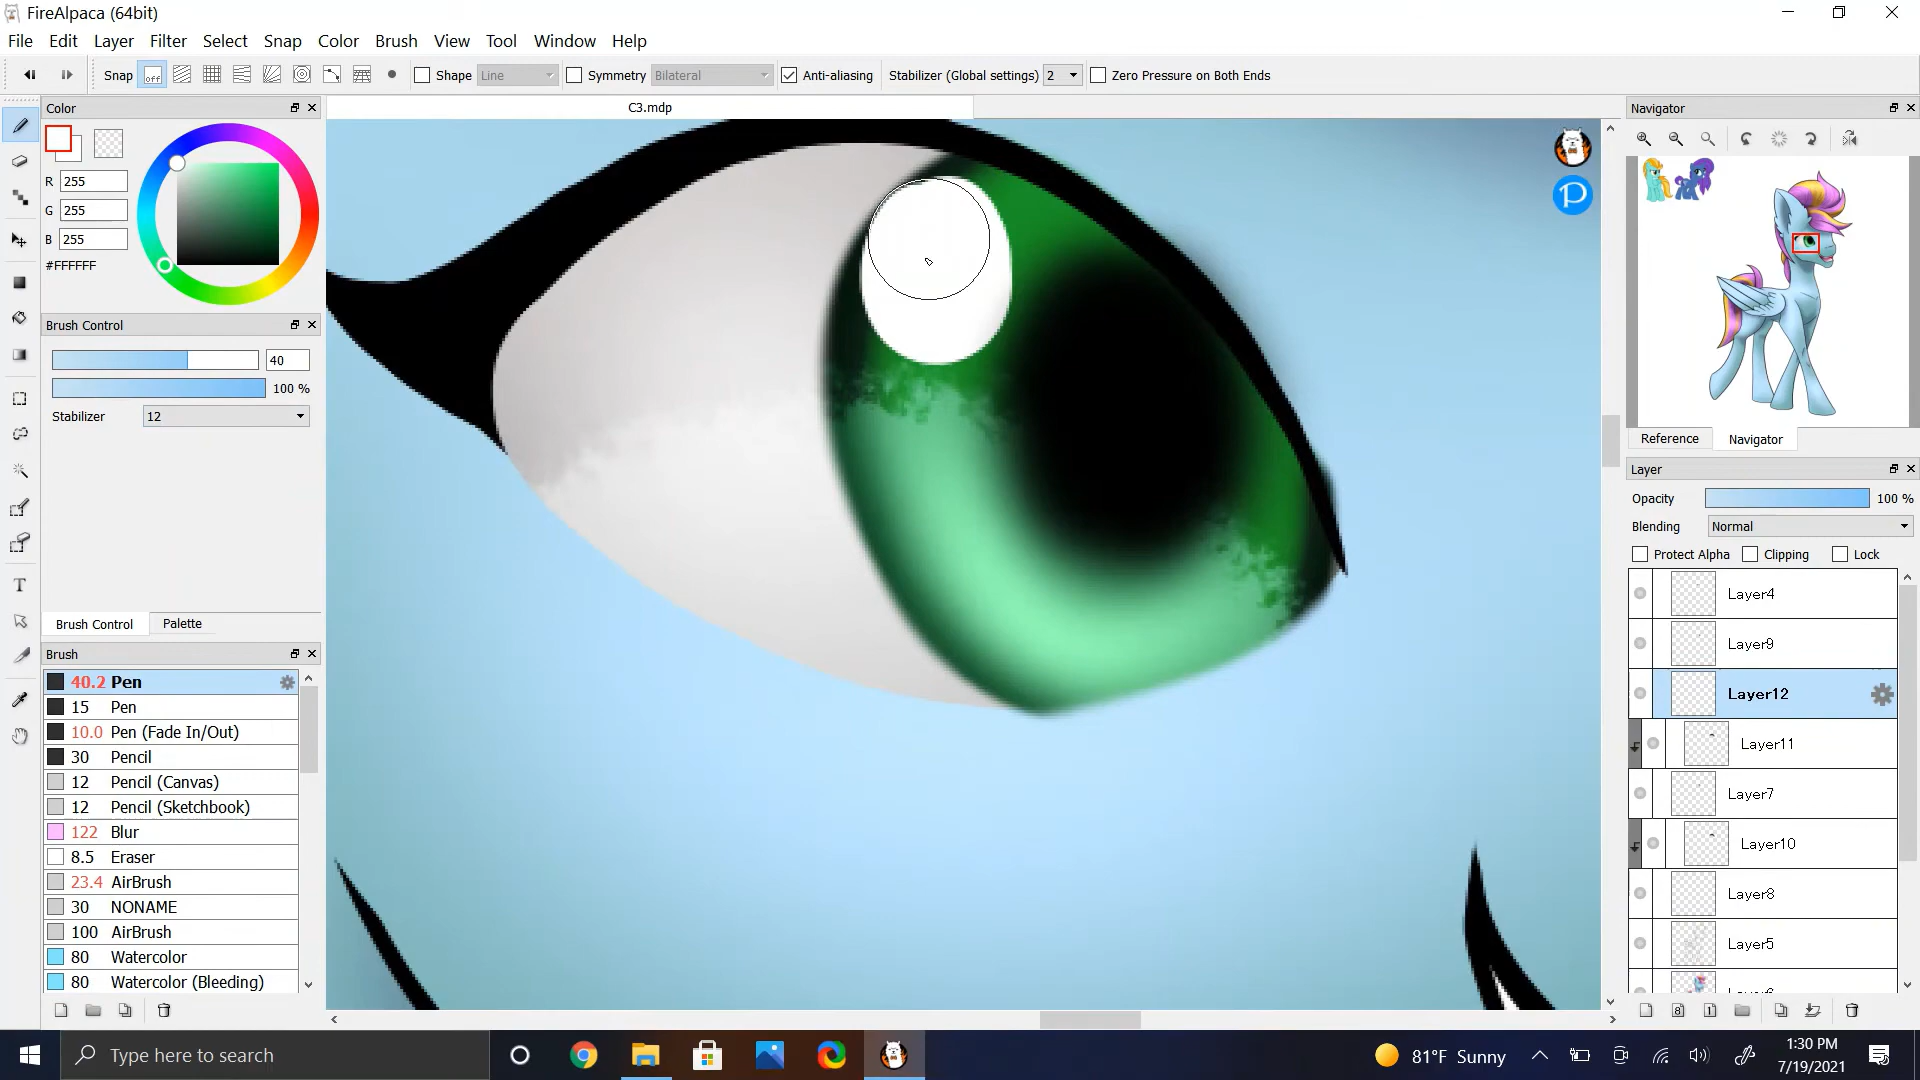 FireAlpaca (64bit)
File Edit Layer Filter Select Snap Color Brush View Tool Window Help
Snap off Shape Line Symmetry Bilateral Anti-aliasing Stabilizer (Global settings) 2 Zero Pressure on Both Ends
Color
C3.mdp
Navigator
R 255
G 255
B 255
#FFFFFF
Brush Control
40
100 %
Stabilizer 12
Brush Control Palette
Brush
40.2 Pen
15 Pen
10.0 Pen (Fade In/Out)
30 Pencil
12 Pencil (Canvas)
12 Pencil (Sketchbook)
122 Blur
8.5 Eraser
23.4 AirBrush
30 NONAME
100 AirBrush
80 Watercolor
80 Watercolor (Bleeding)
Reference Navigator
Layer
Opacity 100 %
Blending Normal
Protect Alpha Clipping Lock
Layer4
Layer9
Layer12
Layer11
Layer7
Layer10
Layer8
Layer5
Type here to search
81°F Sunny
1:30 PM
7/19/2021